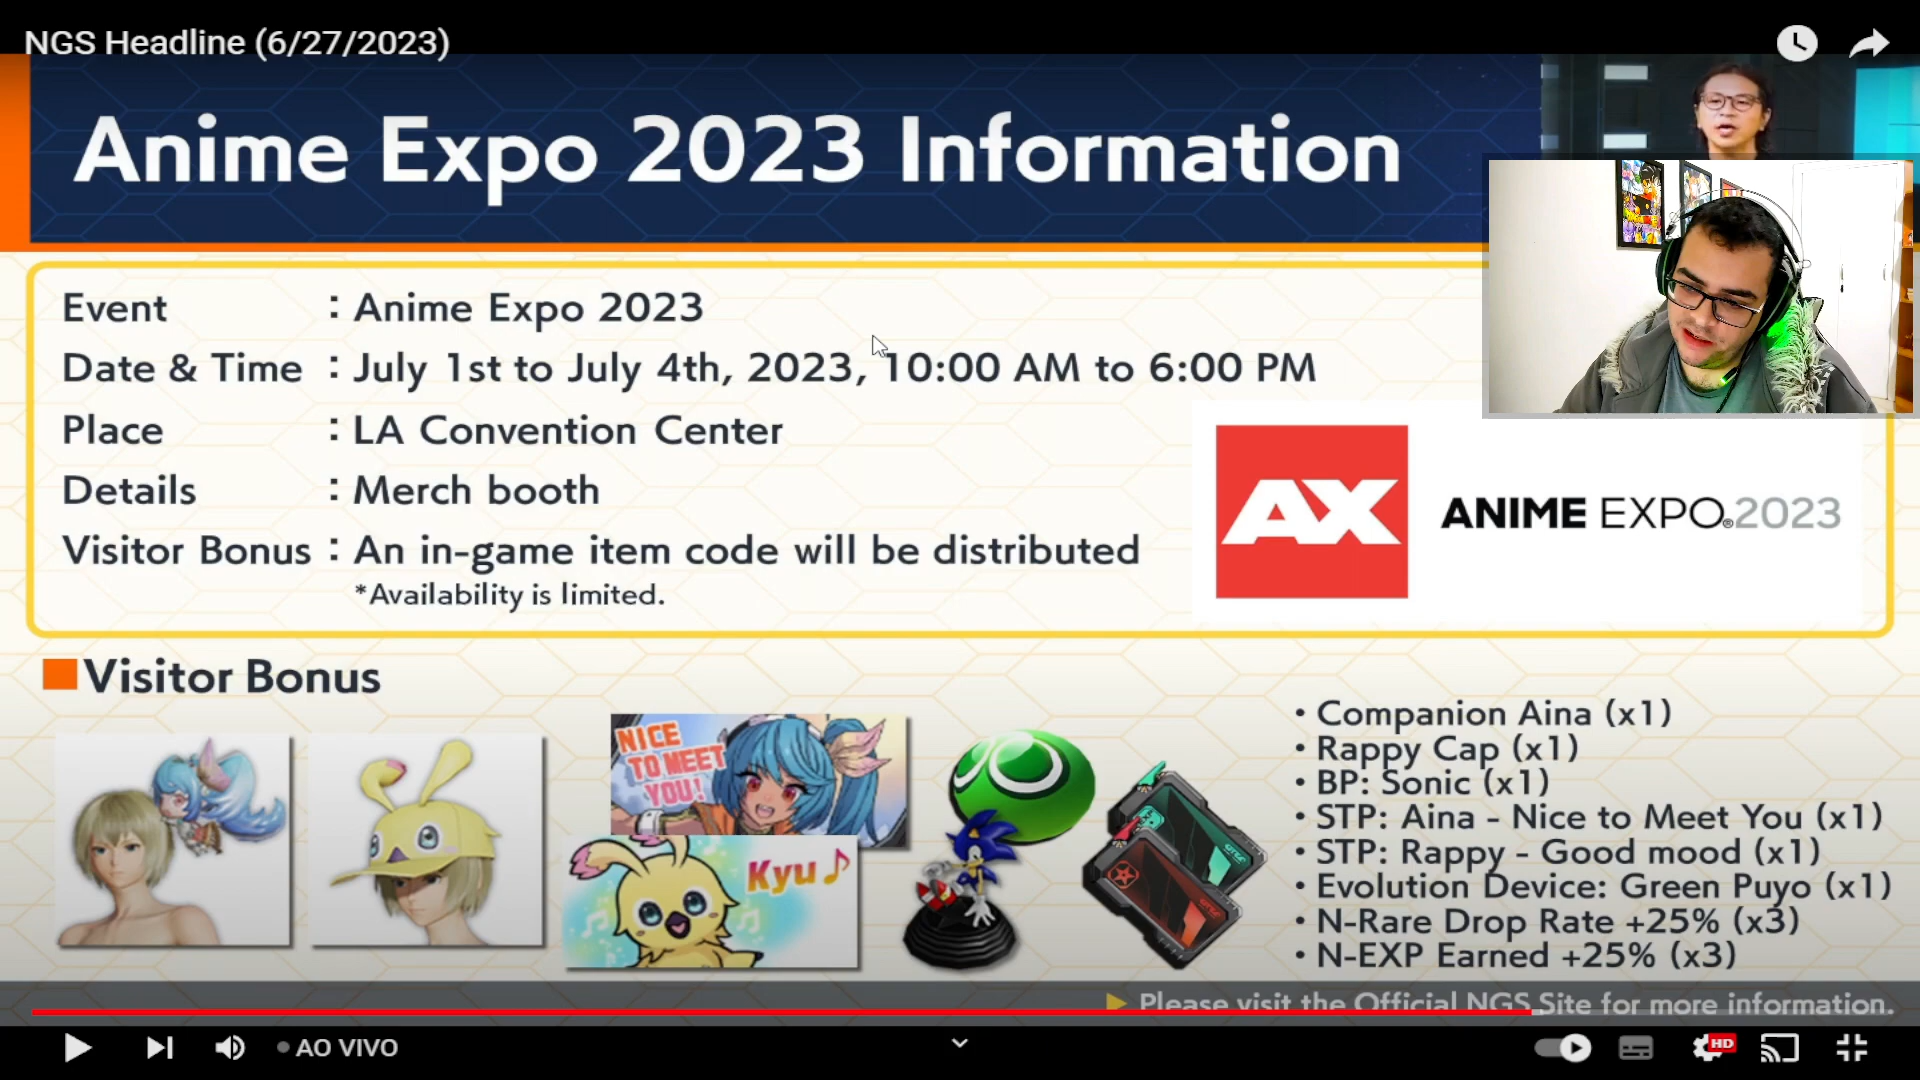 NGS Headline (6/27/2023)
Anime Expo 2023 Information
Event : Anime Expo 2023
Date & Time : July 1st to July 4th, 2023, 10:00 AM to 6:00 PM
Place : LA Convention Center
Details : Merch booth
Visitor Bonus : An in-game item code will be distributed
*Availability is limited.
AX ANIME EXPO®2023
Visitor Bonus
NICE
TO MEET
YOU!
Kyu♪
• Companion Aina (x1)
• Rappy Cap (x1)
• BP: Sonic (x1)
• STP: Aina - Nice to Meet You (x1)
• STP: Rappy - Good mood (x1)
• Evolution Device: Green Puyo (x1)
• N-Rare Drop Rate +25% (x3)
• N-EXP Earned +25% (x3)
Please visit the Official NGS Site for more information.
AO VIVO
HD